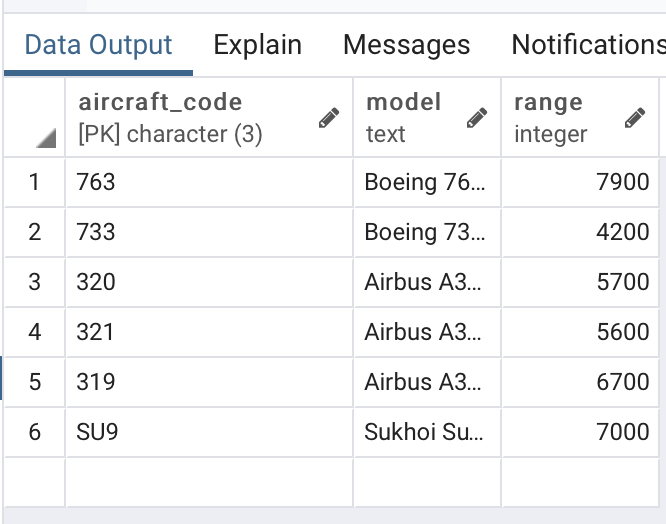 Data Output Explain Messages Notifications
aircraft_code model range
[PK] character (3) text integer
1 763 Boeing 76... 7900
2 733 Boeing 73... 4200
3 320 Airbus A3... 5700
4 321 Airbus A3... 5600
5 319 Airbus A3... 6700
6 SU9 Sukhoi Su... 7000